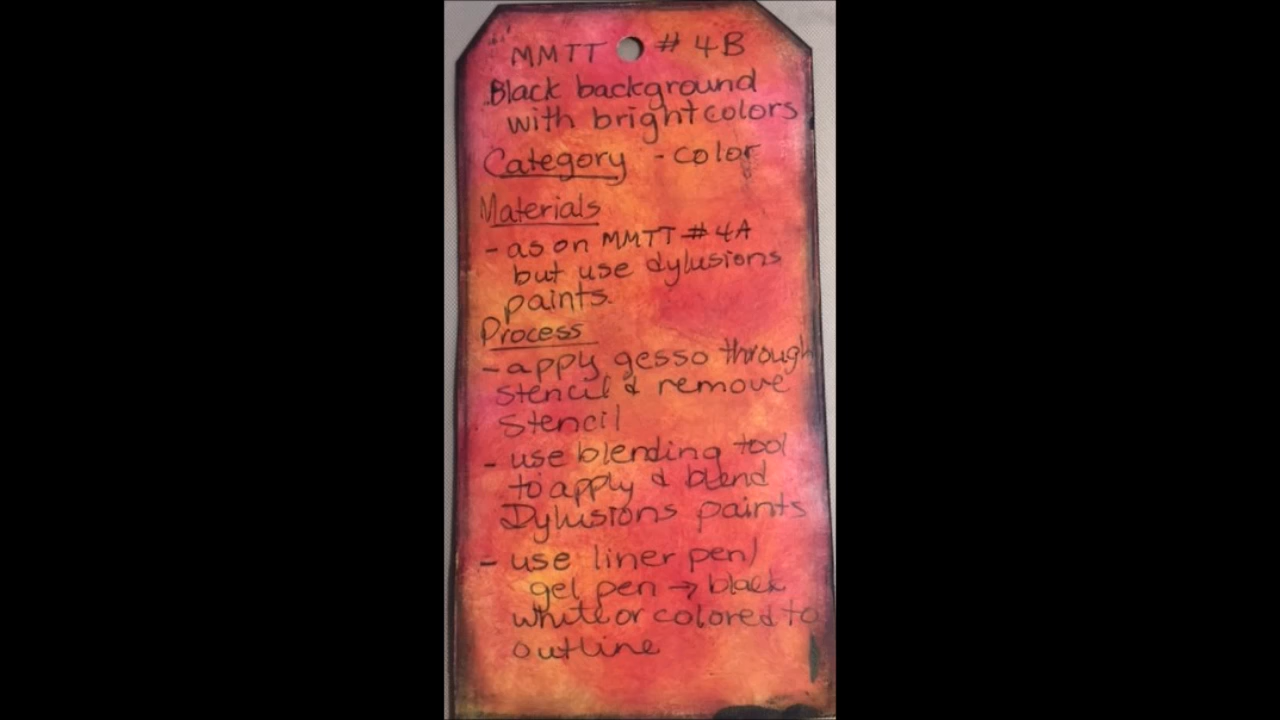 MMTT # 4B
Black background
with bright colors
Category - color
Materials
- as on MMTT #4A
but use dylusions
paints.
Process
- apply gesso through
stencil & remove
stencil
- use blending tool
to apply & blend
Dylusions paints
- use liner pen/
gel pen → black
white or colored to
outline